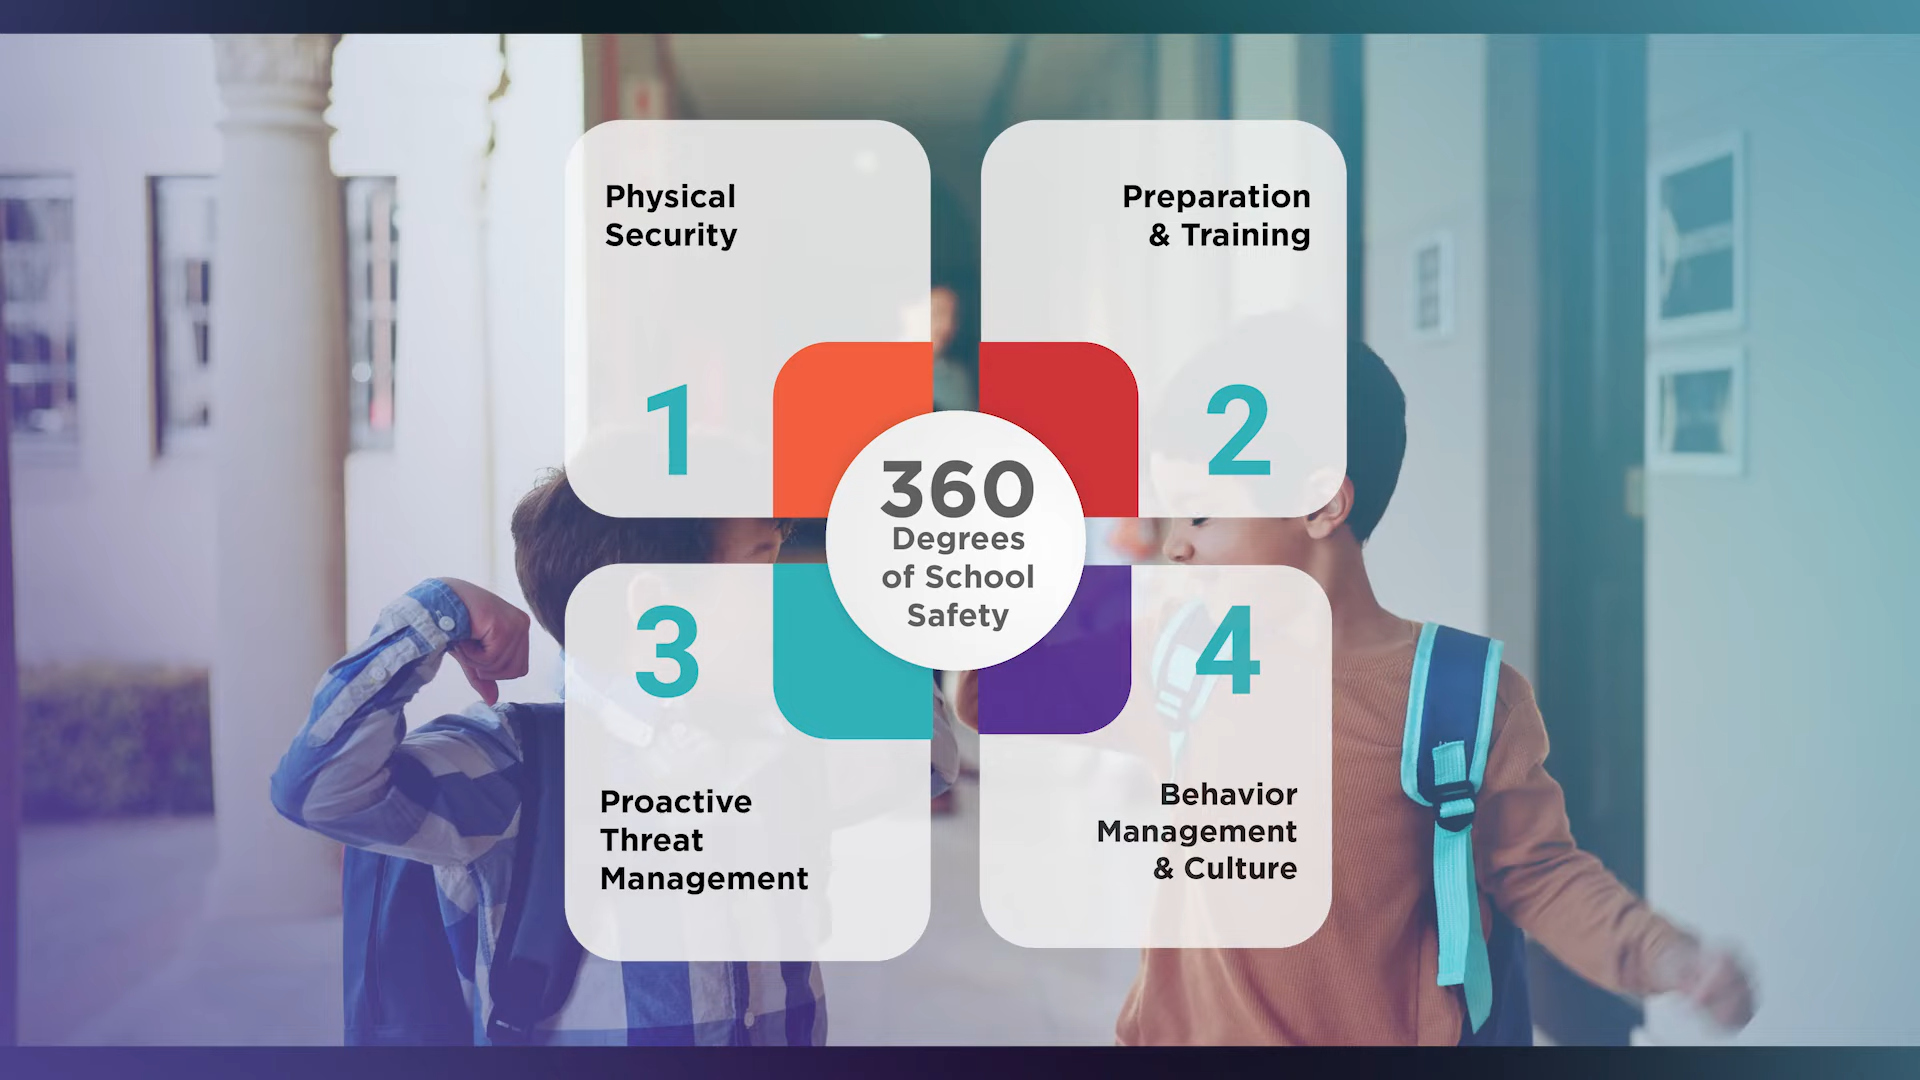 Physical
Security
1
Preparation
& Training
2
360
Degrees
of School
Safety
3
Proactive
Threat
Management
4
Behavior
Management
& Culture